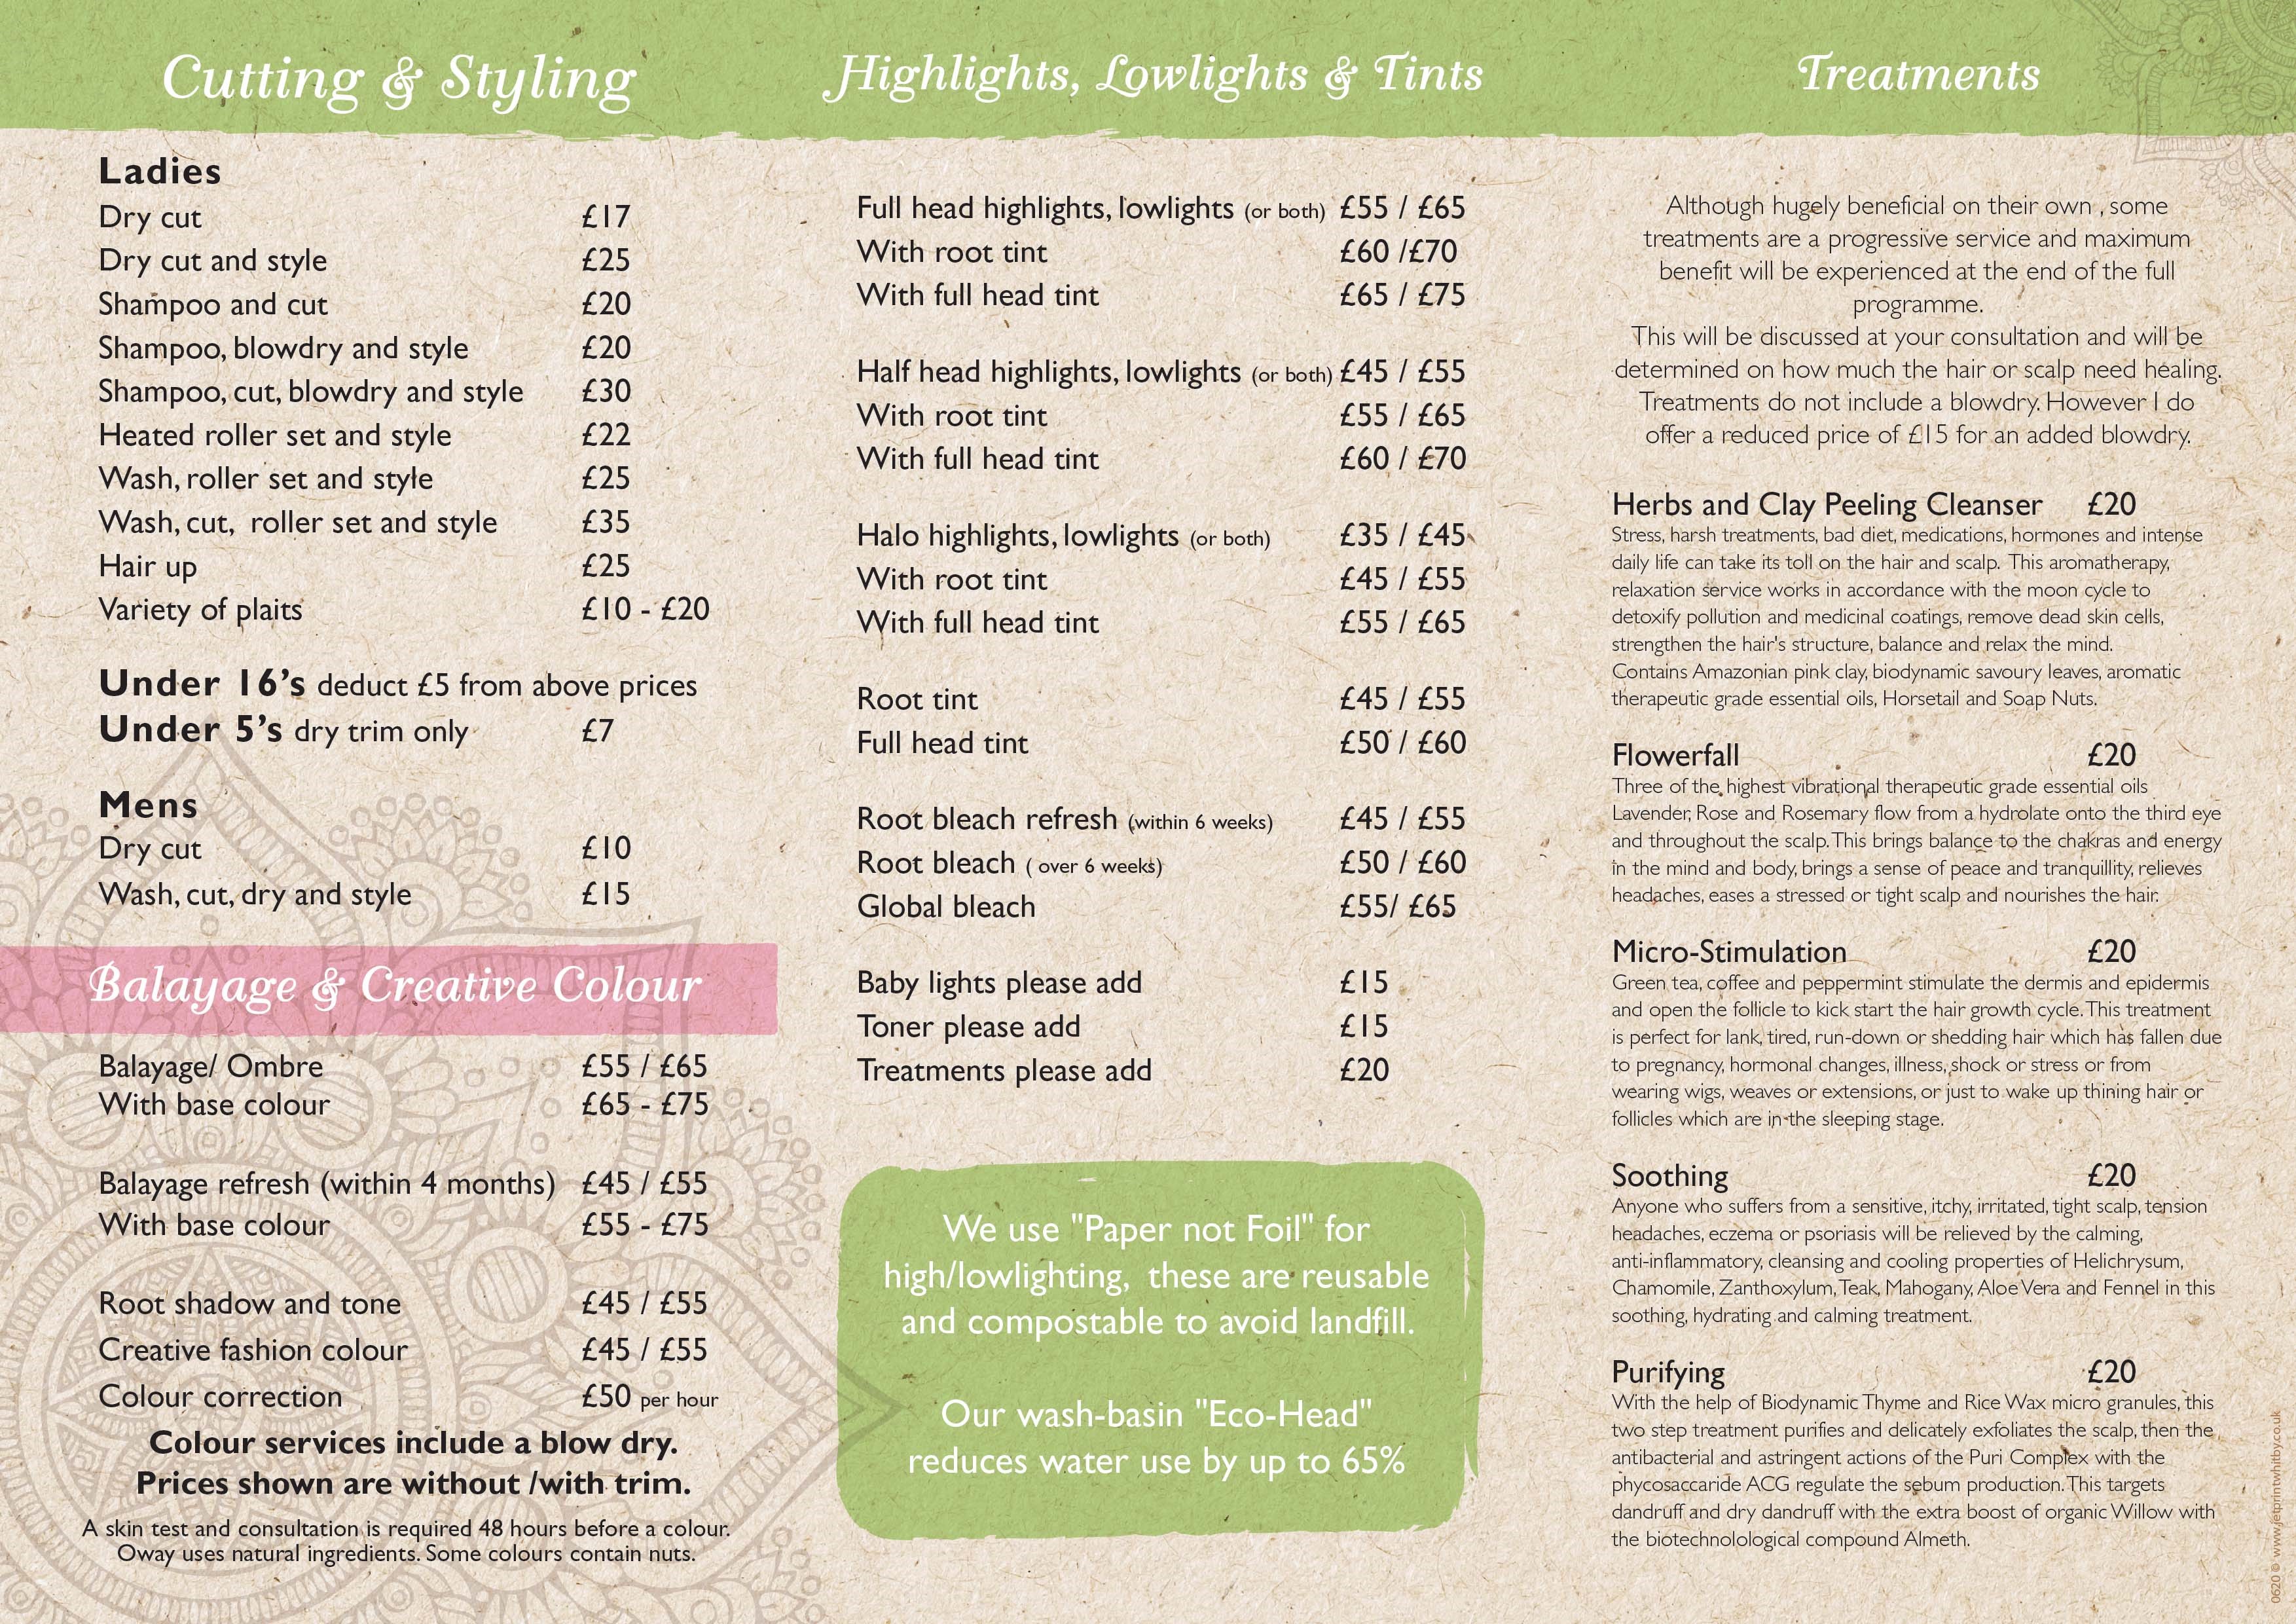 Cutting & Styling
Ladies
Dry cut £17
Dry cut and style £25
Shampoo and cut £20
Shampoo, blowdry and style £20
Shampoo, cut, blowdry and style £30
Heated roller set and style £22
Wash, roller set and style £25
Wash, cut, roller set and style £35
Hair up £25
Variety of plaits £10 - £20
Under 16's deduct £5 from above prices
Under 5's dry trim only £7
Mens
Dry cut £10
Wash, cut, dry and style £15
Balayage & Creative Colour
Balayage/ Ombre £55 / £65
With base colour £65 - £75
Balayage refresh (within 4 months) £45 / £55
With base colour £55 - £75
Root shadow and tone £45 / £55
Creative fashion colour £45 / £55
Colour correction £50 per hour
Colour services include a blow dry.
Prices shown are without /with trim.
A skin test and consultation is required 48 hours before a colour.
Oway uses natural ingredients. Some colours contain nuts.
Highlights, Lowlights & Tints
Full head highlights, lowlights (or both) £55 / £65
With root tint £60 /£70
With full head tint £65 / £75
Half head highlights, lowlights (or both) £45 / £55
With root tint £55 / £65
With full head tint £60 / £70
Halo highlights, lowlights (or both) £35 / £45
With root tint £45 / £55
With full head tint £55 / £65
Root tint £45 / £55
Full head tint £50 / £60
Root bleach refresh (within 6 weeks) £45 / £55
Root bleach ( over 6 weeks) £50 / £60
Global bleach £55/ £65
Baby lights please add £15
Toner please add £15
Treatments please add £20
We use "Paper not Foil" for
high/lowlighting, these are reusable
and compostable to avoid landfill.
Our wash-basin "Eco-Head"
reduces water use by up to 65%
Treatments
Although hugely beneficial on their own , some
treatments are a progressive service and maximum
benefit will be experienced at the end of the full
programme.
This will be discussed at your consultation and will be
determined on how much the hair or scalp need healing.
Treatments do not include a blowdry. However I do
offer a reduced price of £15 for an added blowdry.
Herbs and Clay Peeling Cleanser £20
Stress, harsh treatments, bad diet, medications, hormones and intense
daily life can take its toll on the hair and scalp. This aromatherapy,
relaxation service works in accordance with the moon cycle to
detoxify pollution and medicinal coatings, remove dead skin cells,
strengthen the hair's structure, balance and relax the mind.
Contains Amazonian pink clay, biodynamic savoury leaves, aromatic
therapeutic grade essential oils, Horsetail and Soap Nuts.
Flowerfall £20
Three of the highest vibrational therapeutic grade essential oils
Lavender, Rose and Rosemary flow from a hydrolate onto the third eye
and throughout the scalp. This brings balance to the chakras and energy
in the mind and body, brings a sense of peace and tranquillity, relieves
headaches, eases a stressed or tight scalp and nourishes the hair.
Micro-Stimulation £20
Green tea, coffee and peppermint stimulate the dermis and epidermis
and open the follicle to kick start the hair growth cycle. This treatment
is perfect for lank, tired, run-down or shedding hair which has fallen due
to pregnancy, hormonal changes, illness, shock or stress or from
wearing wigs, weaves or extensions, or just to wake up thining hair or
follicles which are in the sleeping stage.
Soothing £20
Anyone who suffers from a sensitive, itchy, irritated, tight scalp, tension
headaches, eczema or psoriasis will be relieved by the calming,
anti-inflammatory, cleansing and cooling properties of Helichrysum,
Chamomile, Zanthoxylum, Teak, Mahogany, Aloe Vera and Fennel in this
soothing, hydrating and calming treatment.
Purifying £20
With the help of Biodynamic Thyme and Rice Wax micro granules, this
two step treatment purifies and delicately exfoliates the scalp, then the
antibacterial and astringent actions of the Puri Complex with the
phycosaccaride ACG regulate the sebum production. This targets
dandruff and dry dandruff with the extra boost of organic Willow with
the biotechnolological compound Almeth.
0620 © www.jetprintwhitby.co.uk